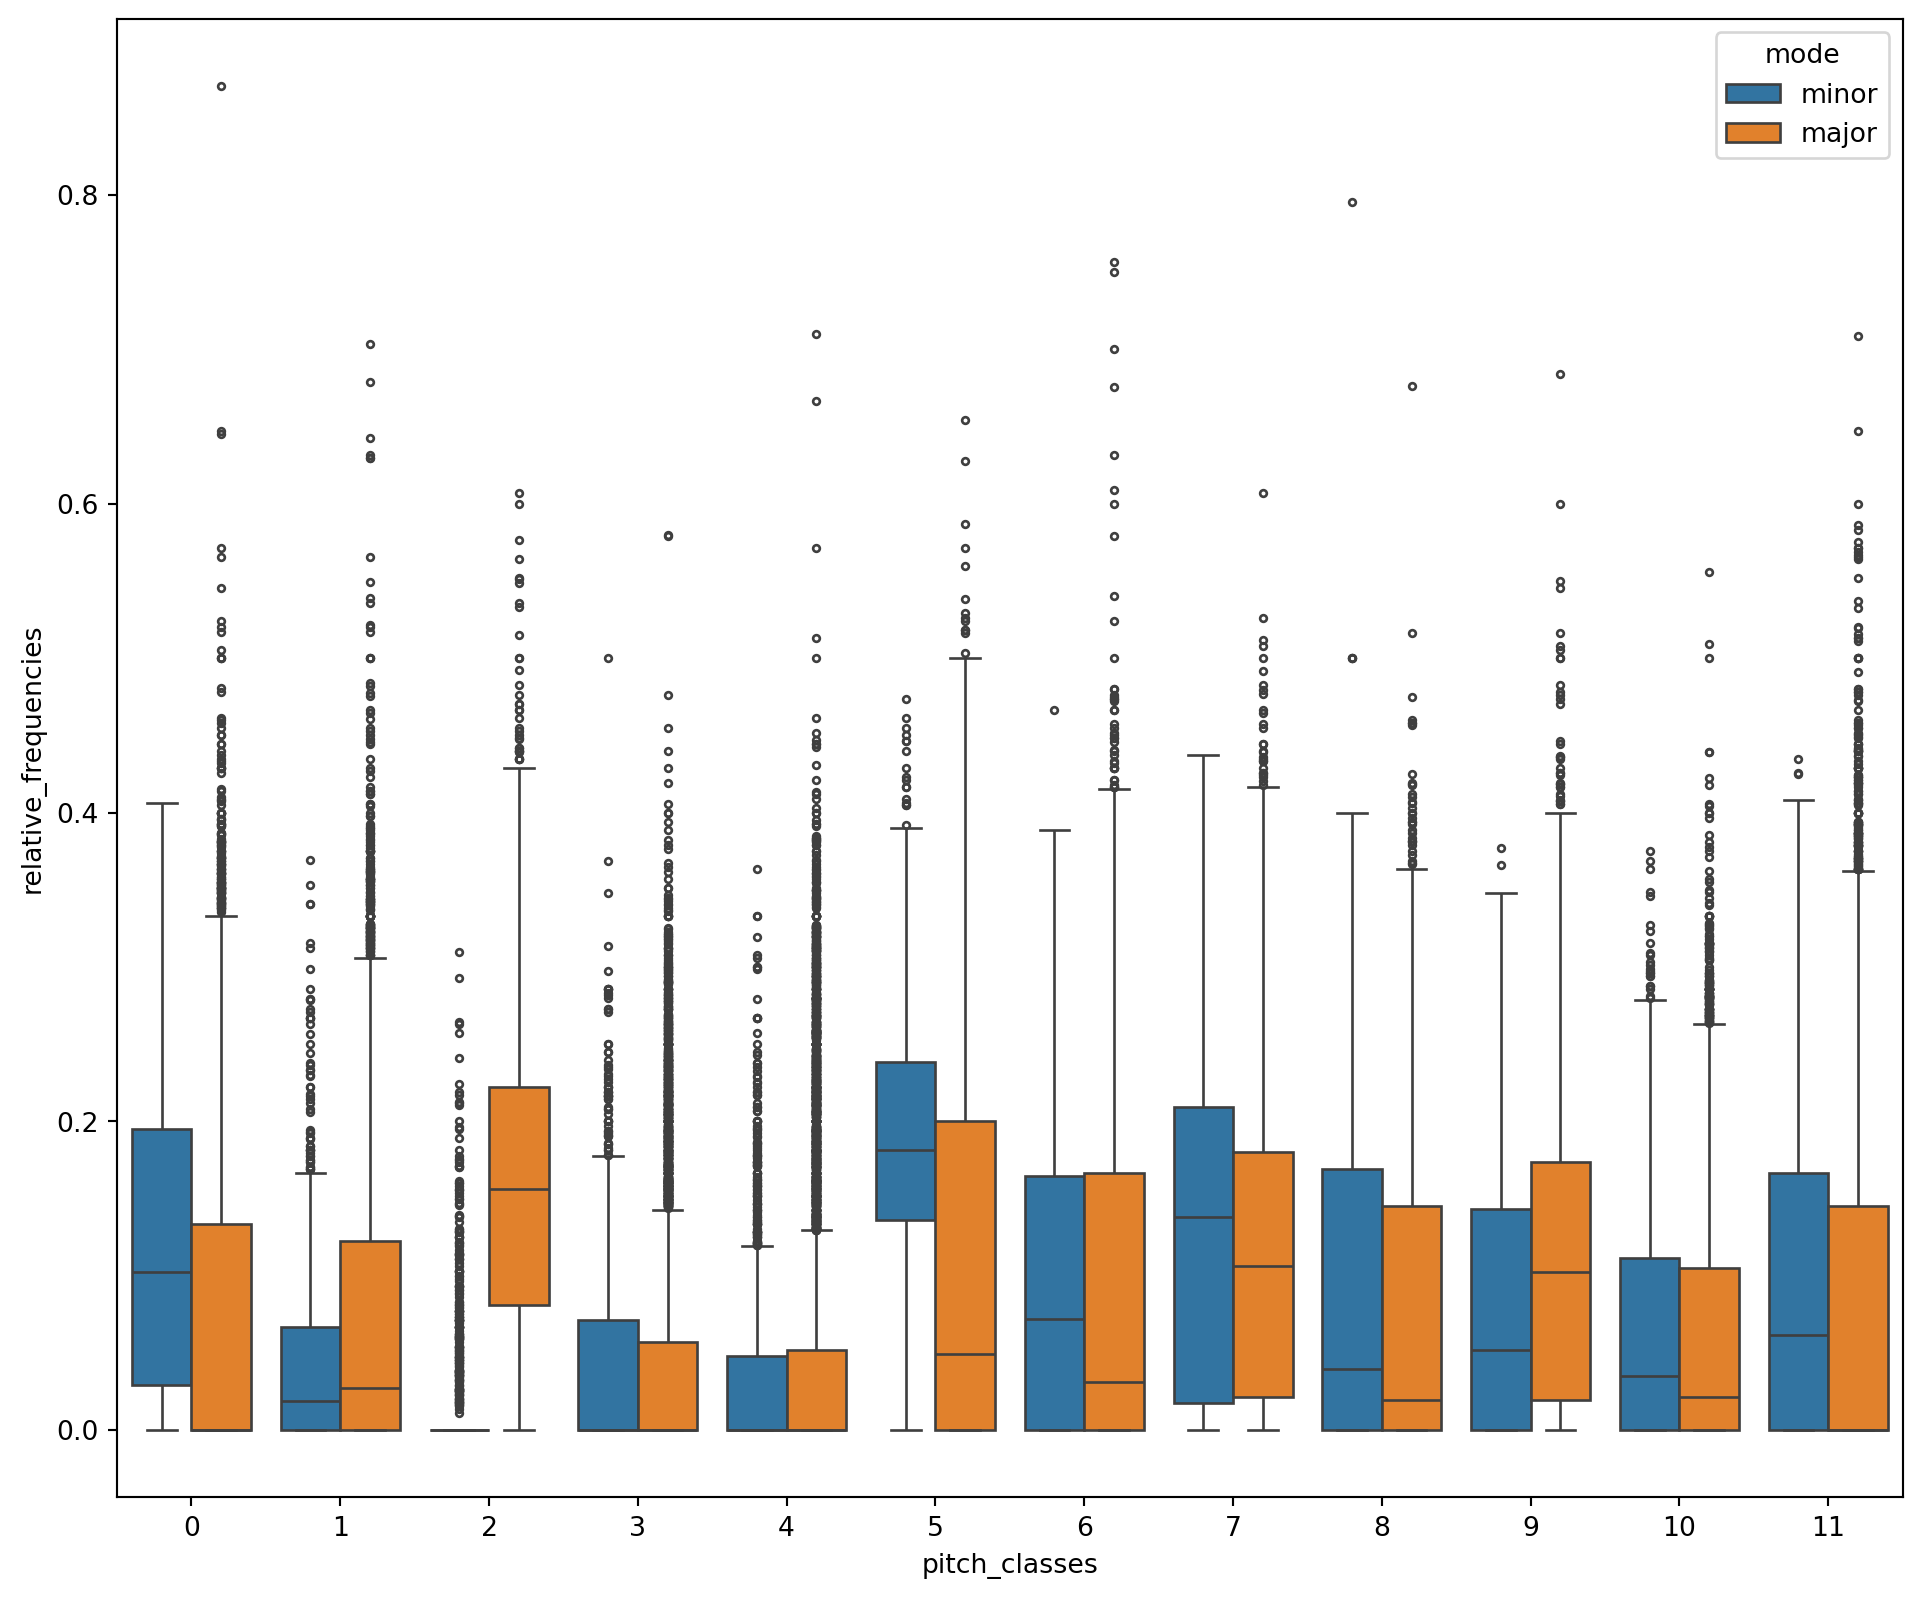 mode
minor
major
0.8
0.6
0.4
0.2
0.0
relative_frequencies
0 1 2 3 4 5 6 7 8 9 10 11
pitch_classes